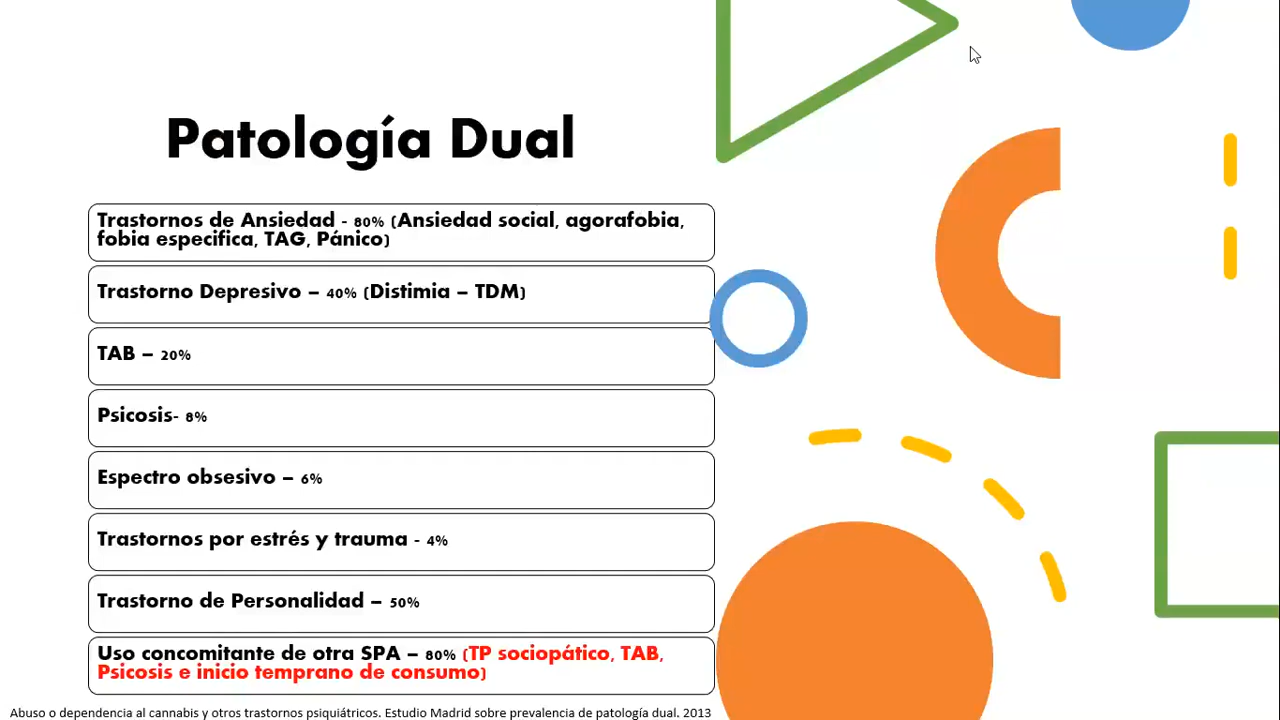 Patología Dual
Trastornos de Ansiedad - 80% (Ansiedad social, agorafobia,
fobia especifica, TAG, Pánico)
Trastorno Depresivo – 40% (Distimia – TDM)
TAB – 20%
Psicosis- 8%
Espectro obsesivo – 6%
Trastornos por estrés y trauma - 4%
Trastorno de Personalidad – 50%
Uso concomitante de otra SPA – 80% (TP sociopático, TAB,
Psicosis e inicio temprano de consumo)
Abuso o dependencia al cannabis y otros trastornos psiquiátricos. Estudio Madrid sobre prevalencia de patología dual. 2013